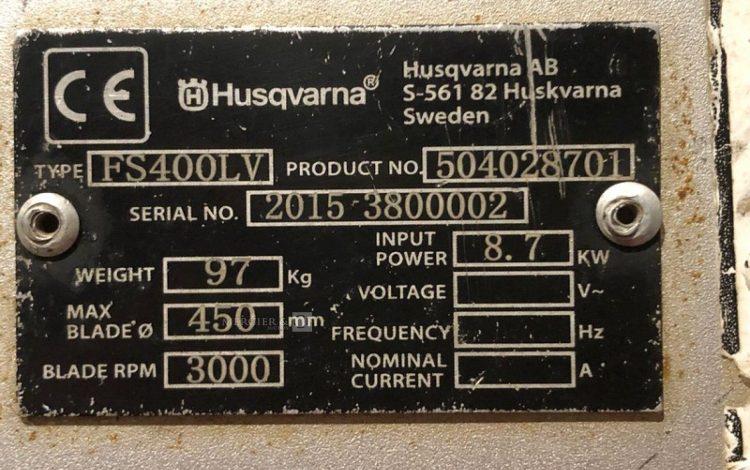 CE
Husqvarna®
Husqvarna AB
S-561 82 Huskvarna
Sweden
TYPE FS400LV PRODUCT NO. 504028701
SERIAL NO. 2015 3800002
WEIGHT 97 Kg
MAX BLADE Ø 450 mm
BLADE RPM 3000
INPUT POWER 8.7 KW
VOLTAGE V~
FREQUENCY Hz
NOMINAL CURRENT A